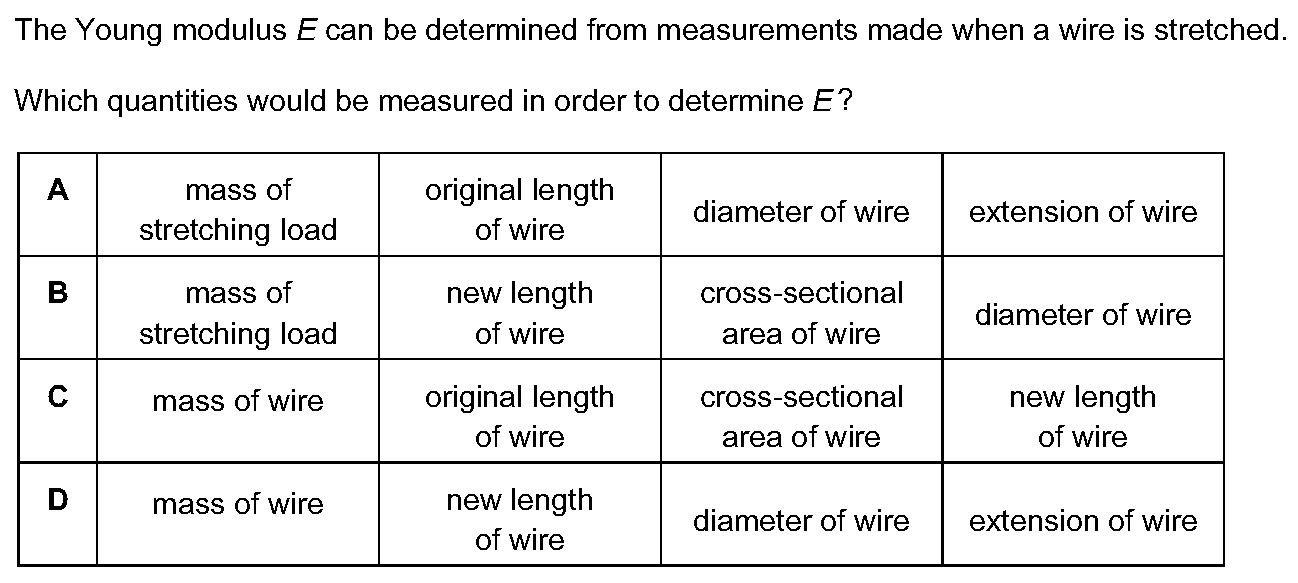 The Young modulus E can be determined from measurements made when a wire is stretched.
Which quantities would be measured in order to determine E?
A
mass of
stretching load
original length
of wire
diameter of wire
extension of wire
B
mass of
stretching load
new length
of wire
cross-sectional
area of wire
diameter of wire
C
mass of wire
original length
of wire
cross-sectional
area of wire
new length
of wire
D
mass of wire
new length
of wire
diameter of wire
extension of wire